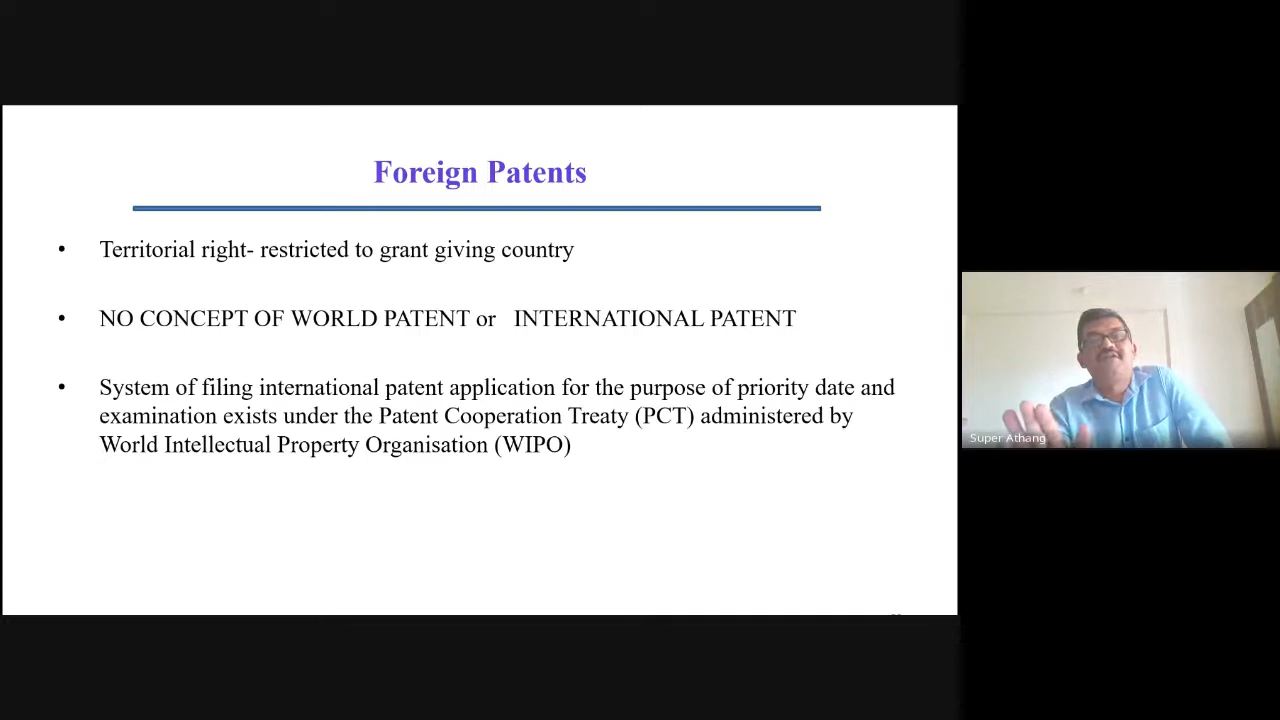 Foreign Patents
• Territorial right- restricted to grant giving country
• NO CONCEPT OF WORLD PATENT or INTERNATIONAL PATENT
• System of filing international patent application for the purpose of priority date and
examination exists under the Patent Cooperation Treaty (PCT) administered by
World Intellectual Property Organisation (WIPO)
Super Athang